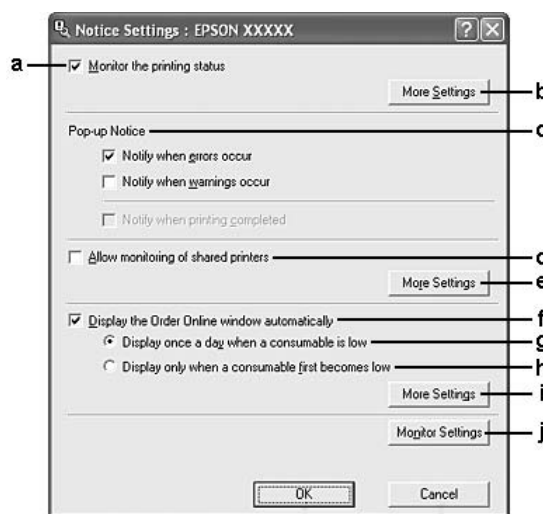 Notice Settings : EPSON XXXXX
a
Monitor the printing status
More Settings
b
Pop-up Notice
c
Notify when errors occur
Notify when warnings occur
Notify when printing completed
Allow monitoring of shared printers
d
More Settings
e
Display the Order Online window automatically
f
Display once a day when a consumable is low
g
Display only when a consumable first becomes low
h
More Settings
i
Monitor Settings
j
OK
Cancel